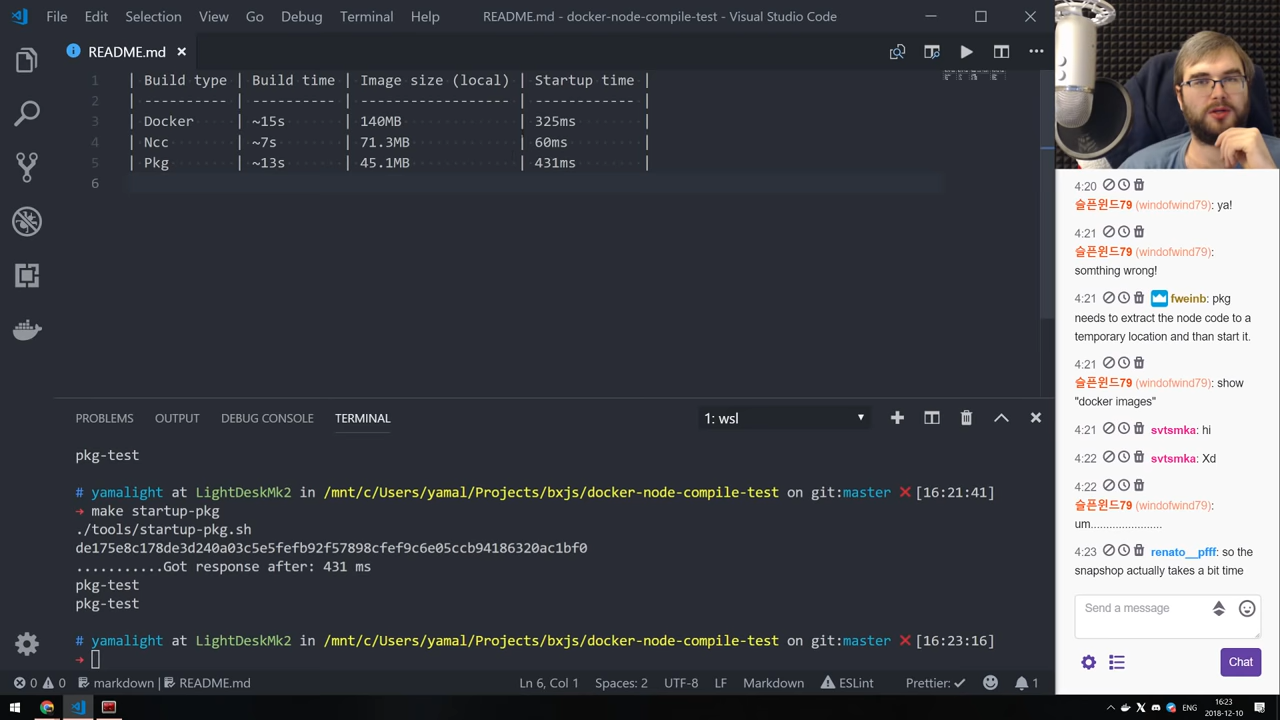 File Edit Selection View Go Debug Terminal Help README.md - docker-node-compile-test - Visual Studio Code
README.md
1 | Build type | Build time | Image size (local) | Startup time |
2 | ---------- | ---------- | ------------------ | ------------ |
3 | Docker | ~15s | 140MB | 325ms |
4 | Ncc | ~7s | 71.3MB | 60ms |
5 | Pkg | ~13s | 45.1MB | 431ms |
6
PROBLEMS OUTPUT DEBUG CONSOLE TERMINAL 1: wsl
pkg-test
# yamalight at LightDeskMk2 in /mnt/c/Users/yamal/Projects/bxjs/docker-node-compile-test on git:master ❌ [16:21:41]
➜ make startup-pkg
./tools/startup-pkg.sh
de175e8c178de3d240a03c5e5fefb92f57898cfef9c6e05ccb94186320ac1bf0
...........Got response after: 431 ms
pkg-test
pkg-test
# yamalight at LightDeskMk2 in /mnt/c/Users/yamal/Projects/bxjs/docker-node-compile-test on git:master ❌ [16:23:16]
➜
0 0 markdown | README.md Ln 6, Col 1 Spaces: 2 UTF-8 LF Markdown ESLint Prettier: ✓ 1
4:20
슬픈윈드79 (windofwind79): ya!
4:21
슬픈윈드79 (windofwind79):
somthing wrong!
4:21 fweinb: pkg
needs to extract the node code to a
temporary location and than start it.
4:21
슬픈윈드79 (windofwind79): show
"docker images"
4:21 svtsmka: hi
4:22 svtsmka: Xd
4:22
슬픈윈드79 (windofwind79):
um......................
4:23 renato__pfff: so the
snapshop actually takes a bit time
Send a message
Chat
ENG 16:23
2018-12-10